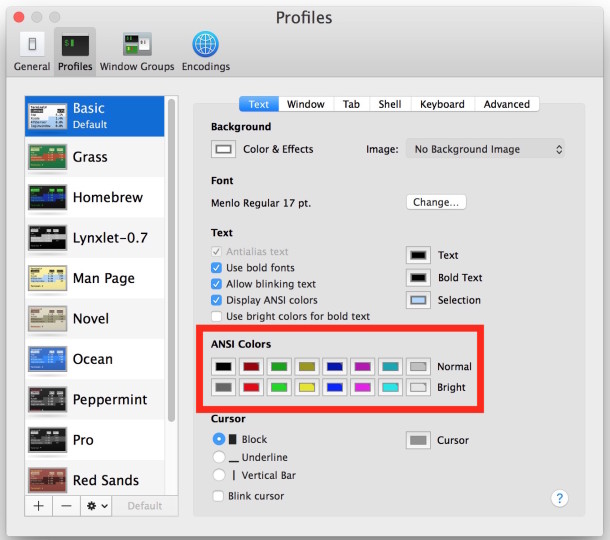 Profiles
General Profiles Window Groups Encodings
Text Window Tab Shell Keyboard Advanced
Basic
Default
Grass
Homebrew
Lynxlet-0.7
Man Page
Novel
Ocean
Peppermint
Pro
Red Sands
+ − Default
Background
Color & Effects Image: No Background Image
Font
Menlo Regular 17 pt. Change...
Text
Antialias text
Use bold fonts
Allow blinking text
Display ANSI colors
Use bright colors for bold text
Text
Bold Text
Selection
ANSI Colors
Normal
Bright
Cursor
Block
Underline
Vertical Bar
Blink cursor
Cursor
?